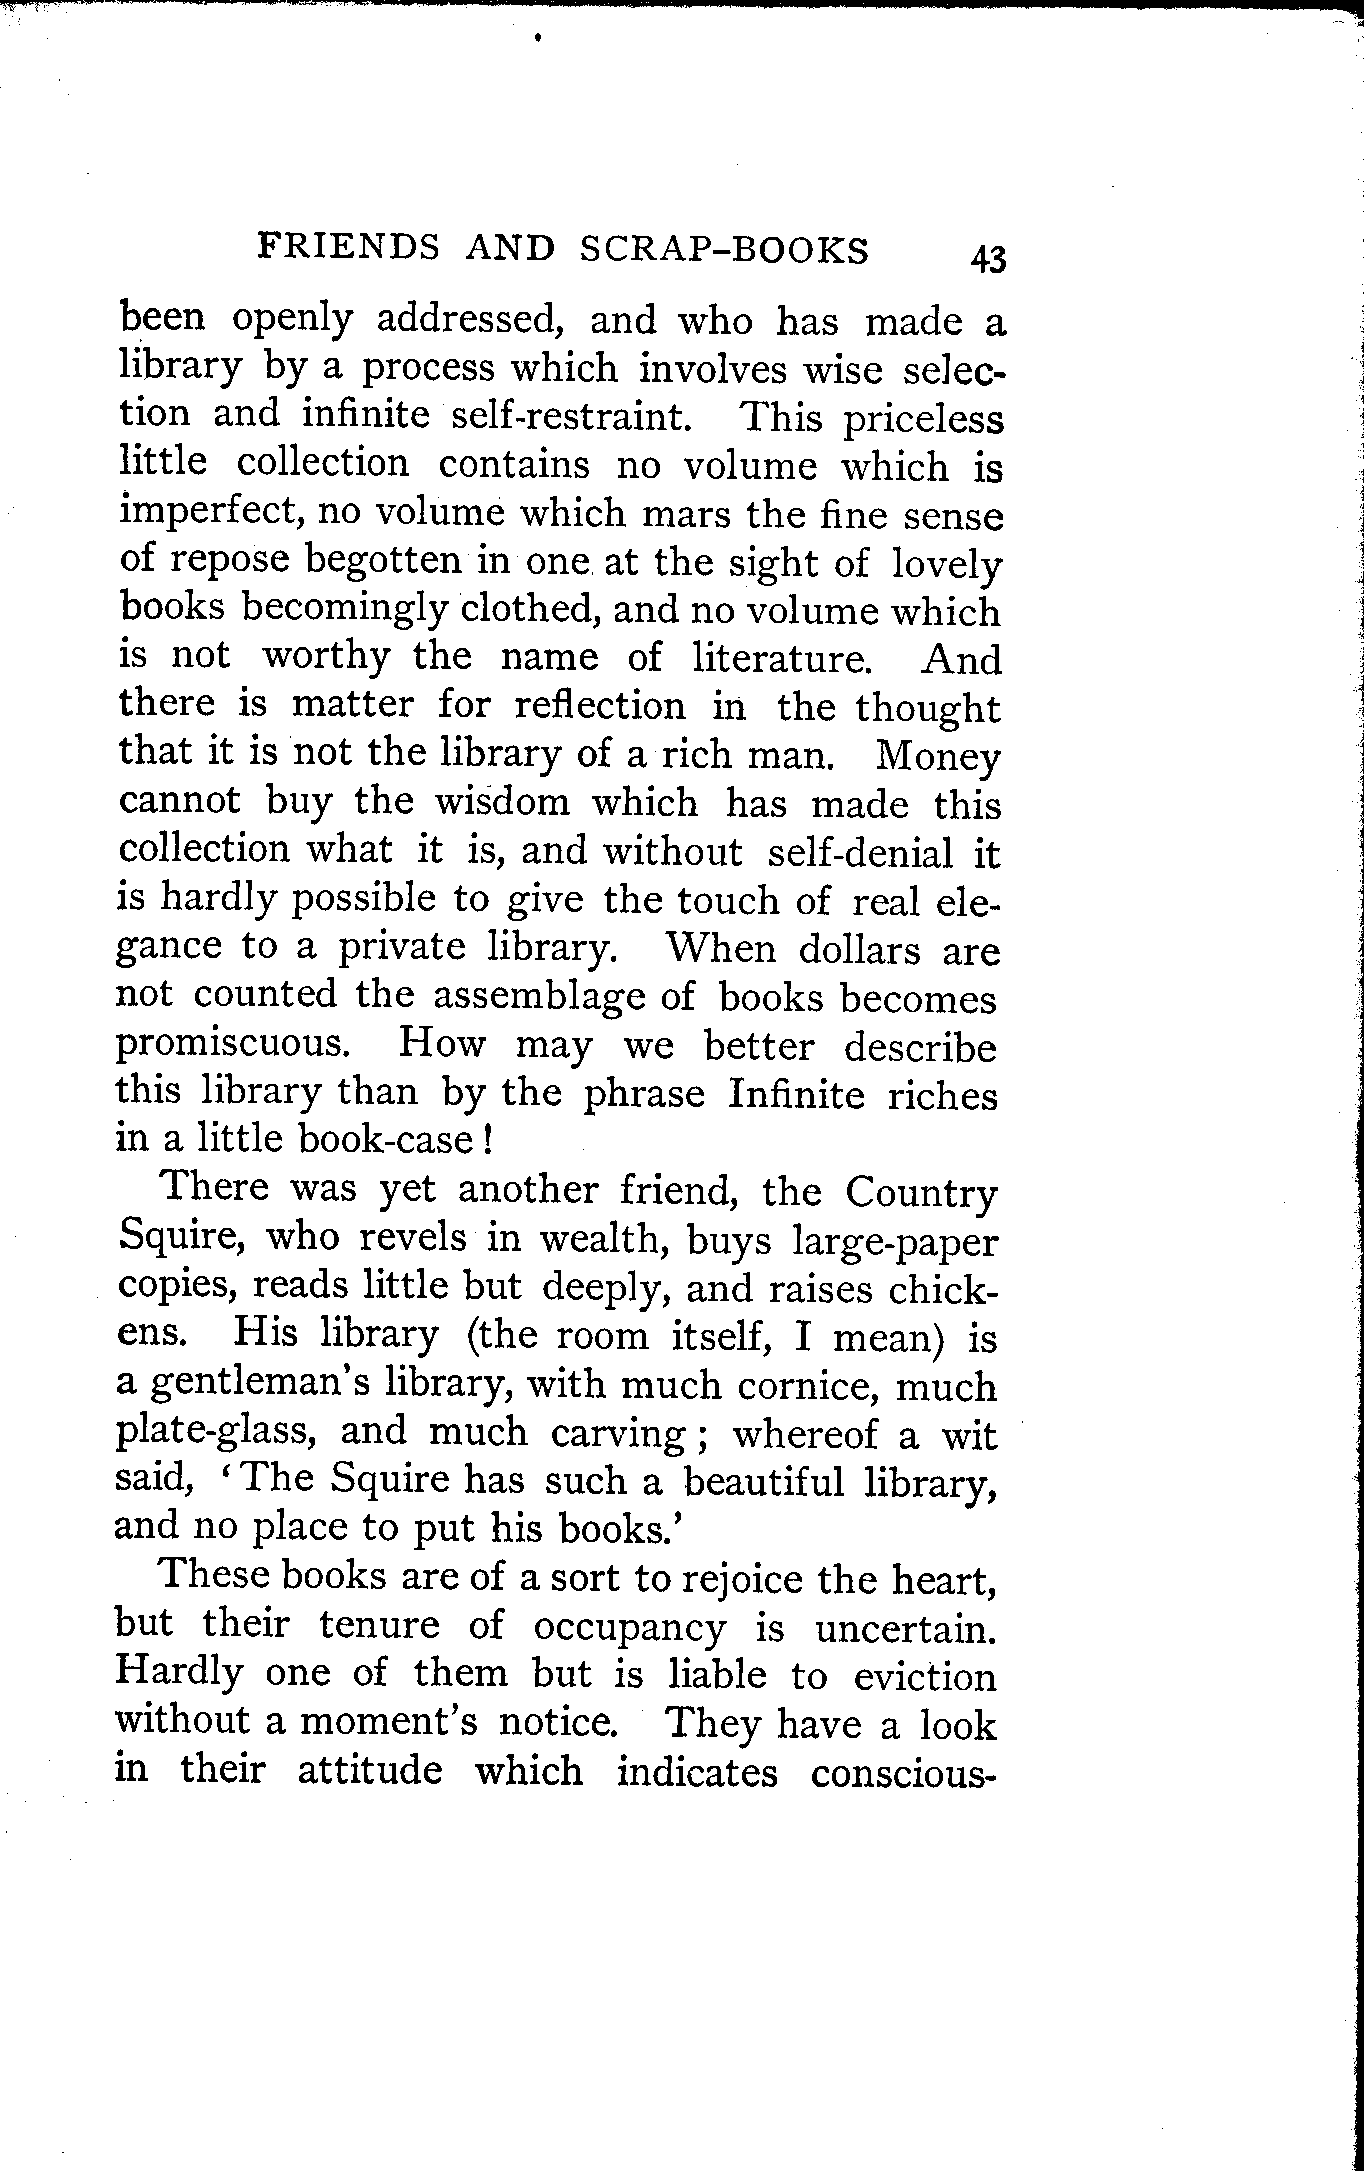 FRIENDS AND SCRAP-BOOKS 43
been openly addressed, and who has made a
library by a process which involves wise selec-
tion and infinite self-restraint. This priceless
little collection contains no volume which is
imperfect, no volume which mars the fine sense
of repose begotten in one at the sight of lovely
books becomingly clothed, and no volume which
is not worthy the name of literature. And
there is matter for reflection in the thought
that it is not the library of a rich man. Money
cannot buy the wisdom which has made this
collection what it is, and without self-denial it
is hardly possible to give the touch of real ele-
gance to a private library. When dollars are
not counted the assemblage of books becomes
promiscuous. How may we better describe
this library than by the phrase Infinite riches
in a little book-case !
There was yet another friend, the Country
Squire, who revels in wealth, buys large-paper
copies, reads little but deeply, and raises chick-
ens. His library (the room itself, I mean) is
a gentleman's library, with much cornice, much
plate-glass, and much carving ; whereof a wit
said, ‘ The Squire has such a beautiful library,
and no place to put his books.’
These books are of a sort to rejoice the heart,
but their tenure of occupancy is uncertain.
Hardly one of them but is liable to eviction
without a moment's notice. They have a look
in their attitude which indicates conscious-